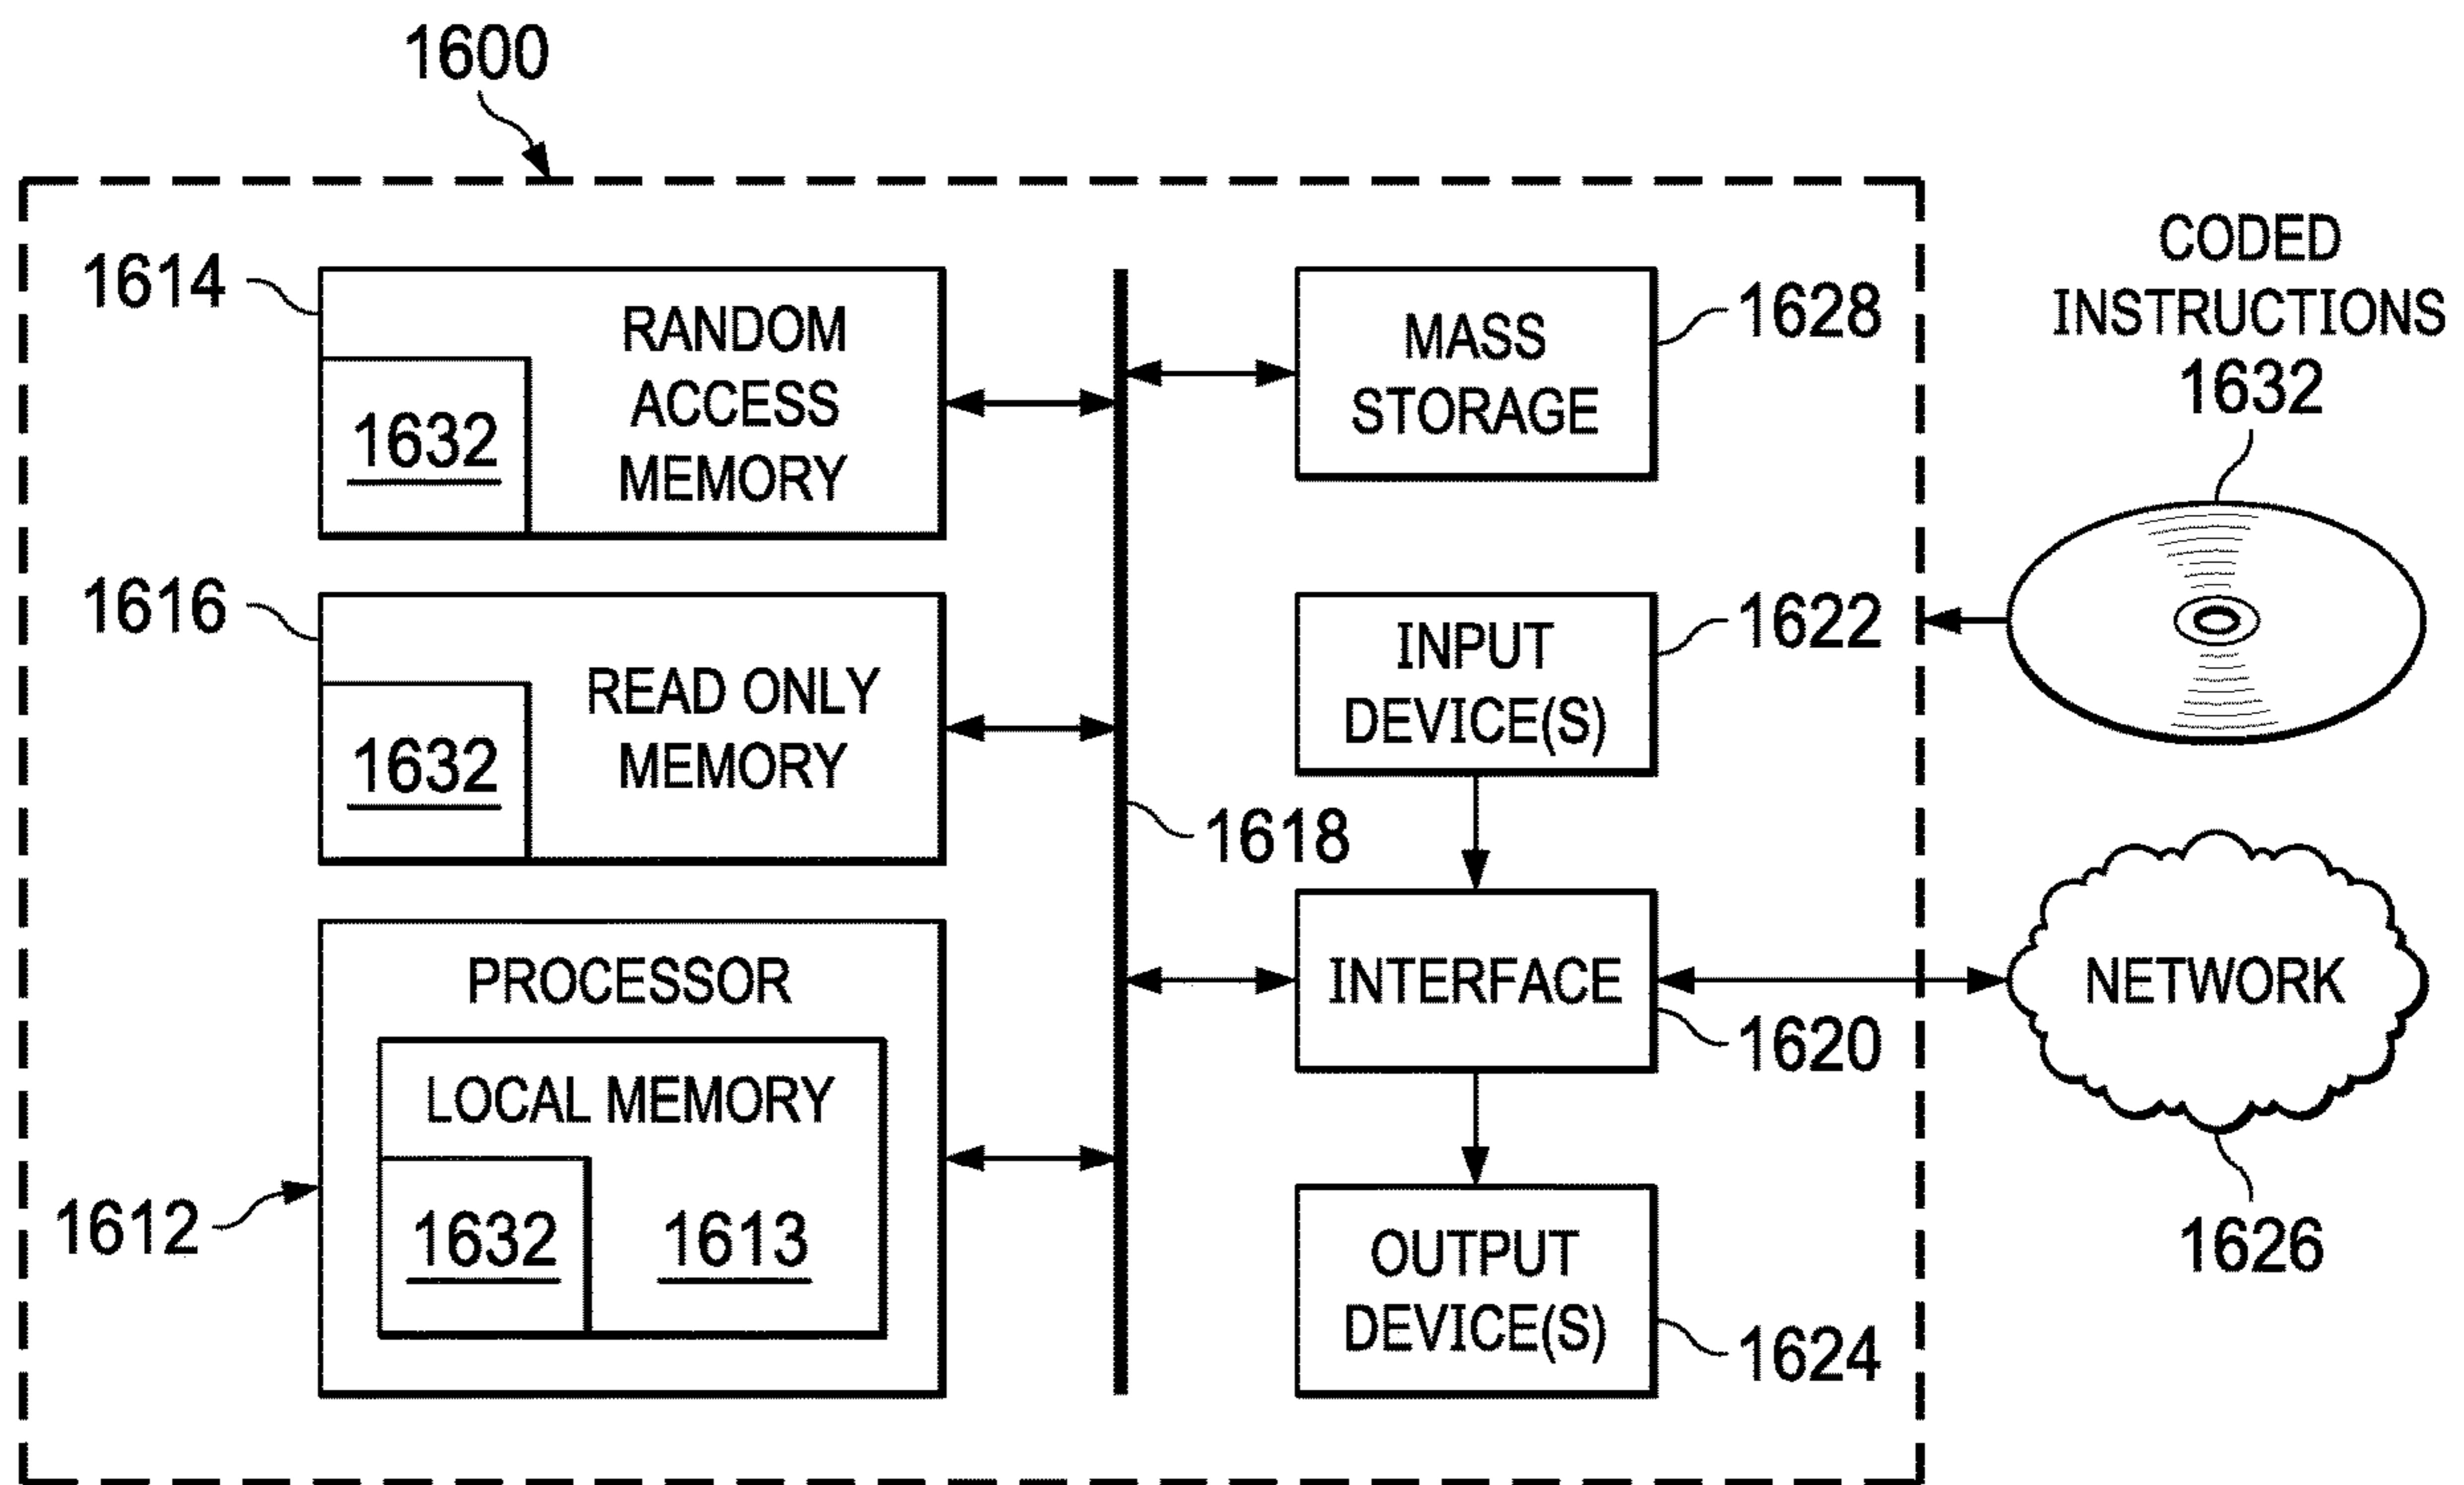 1600
1614
RANDOM
ACCESS
MEMORY
1632
1616
READ ONLY
MEMORY
1632
PROCESSOR
LOCAL MEMORY
1632
1613
1612
1618
MASS
STORAGE
1628
INPUT
DEVICE(S)
1622
INTERFACE
1620
OUTPUT
DEVICE(S)
1624
CODED
INSTRUCTIONS
1632
NETWORK
1626